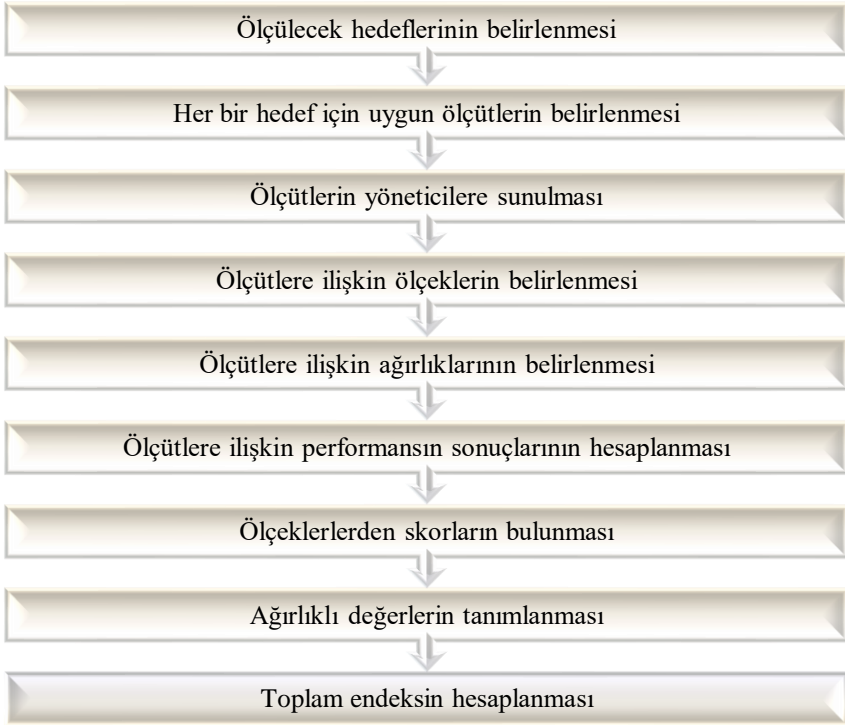 Ölçülecek hedeflerinin belirlenmesi
Her bir hedef için uygun ölçütlerin belirlenmesi
Ölçütlerin yöneticilere sunulması
Ölçütlere ilişkin ölçeklerin belirlenmesi
Ölçütlere ilişkin ağırlıklarının belirlenmesi
Ölçütlere ilişkin performansın sonuçlarının hesaplanması
Ölçeklerlerden skorların bulunması
Ağırlıklı değerlerin tanımlanması
Toplam endeksin hesaplanması